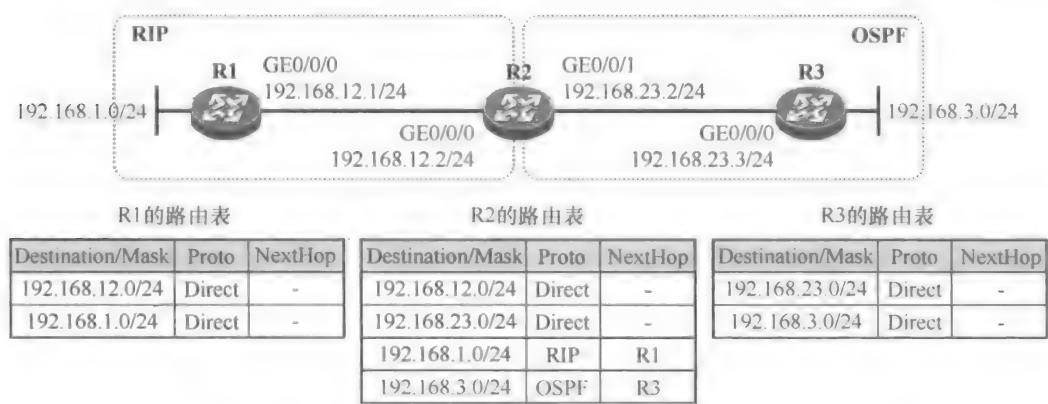 RIP
OSPF
R1
GE0/0/0
192.168.12.1/24
R2
GE0/0/1
192.168.23.2/24
R3
192.168.1.0/24
192.168.3.0/24
GE0/0/0
192.168.12.2/24
GE0/0/0
192.168.23.3/24
R1的路由表
Destination/Mask Proto NextHop
192.168.12.0/24 Direct -
192.168.1.0/24 Direct -
R2的路由表
Destination/Mask Proto NextHop
192.168.12.0/24 Direct -
192.168.23.0/24 Direct -
192.168.1.0/24 RIP R1
192.168.3.0/24 OSPF R3
R3的路由表
Destination/Mask Proto NextHop
192.168.23.0/24 Direct -
192.168.3.0/24 Direct -